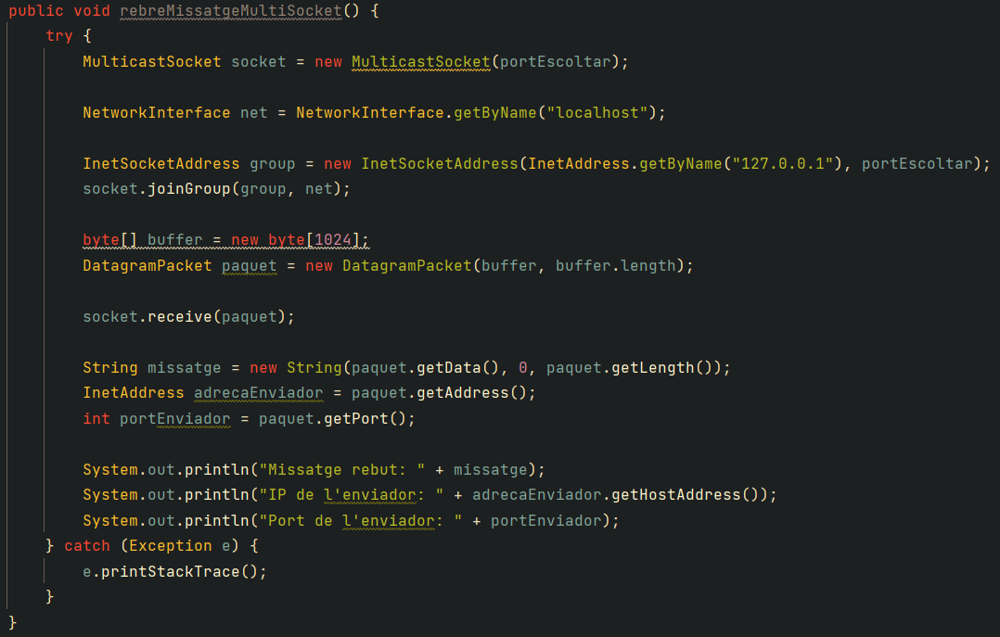 public void rebreMissatgeMultiSocket() {
    try {
        MulticastSocket socket = new MulticastSocket(portEscoltar);

        NetworkInterface net = NetworkInterface.getByName("localhost");

        InetSocketAddress group = new InetSocketAddress(InetAddress.getByName("127.0.0.1"), portEscoltar);
        socket.joinGroup(group, net);

        byte[] buffer = new byte[1024];
        DatagramPacket paquet = new DatagramPacket(buffer, buffer.length);

        socket.receive(paquet);

        String missatge = new String(paquet.getData(), 0, paquet.getLength());
        InetAddress adrecaEnviador = paquet.getAddress();
        int portEnviador = paquet.getPort();

        System.out.println("Missatge rebut: " + missatge);
        System.out.println("IP de l'enviador: " + adrecaEnviador.getHostAddress());
        System.out.println("Port de l'enviador: " + portEnviador);
    } catch (Exception e) {
        e.printStackTrace();
    }
}